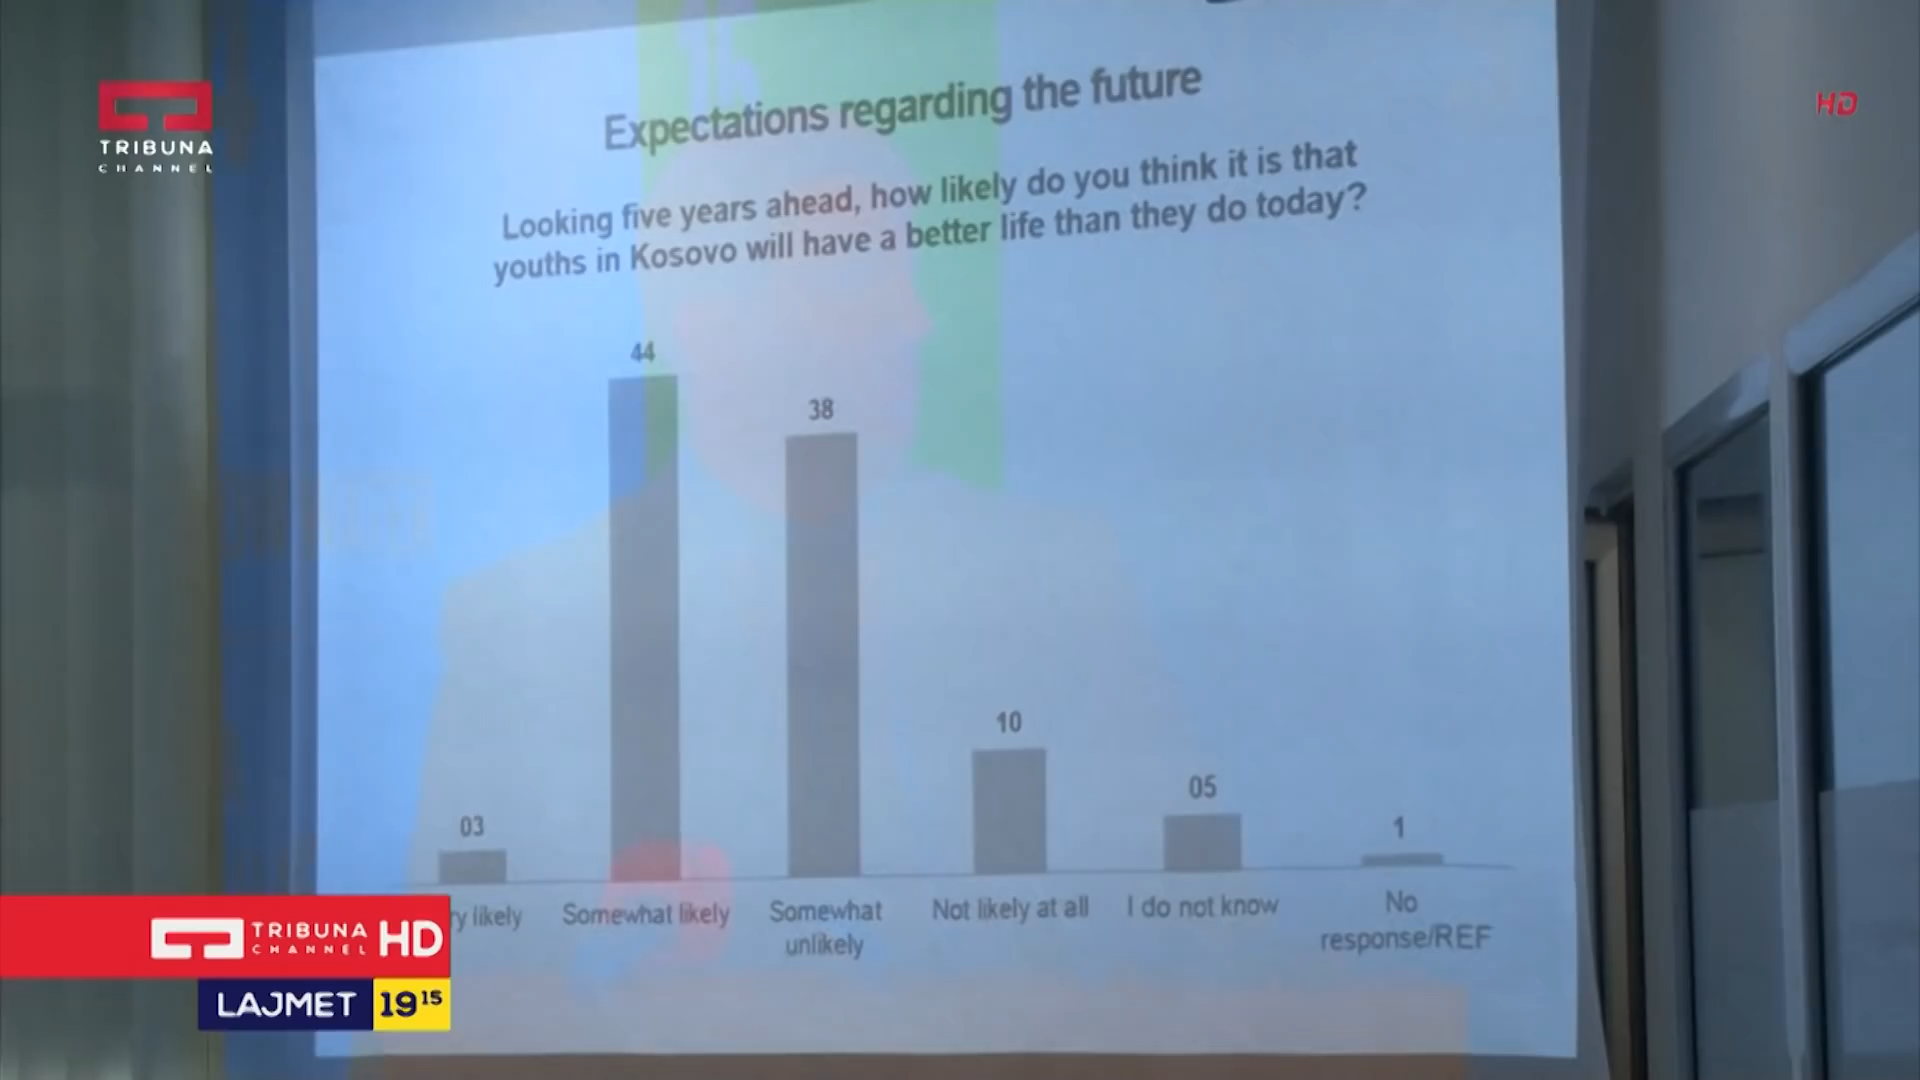 TRIBUNA
CHANNEL
HD
Expectations regarding the future
Looking five years ahead, how likely do you think it is that
youths in Kosovo will have a better life than they do today?
44
38
10
05
03
1
ry likely
Somewhat likely
Somewhat
unlikely
Not likely at all
I do not know
No
response/REF
TRIBUNA
CHANNEL
HD
LAJMET 19¹⁵